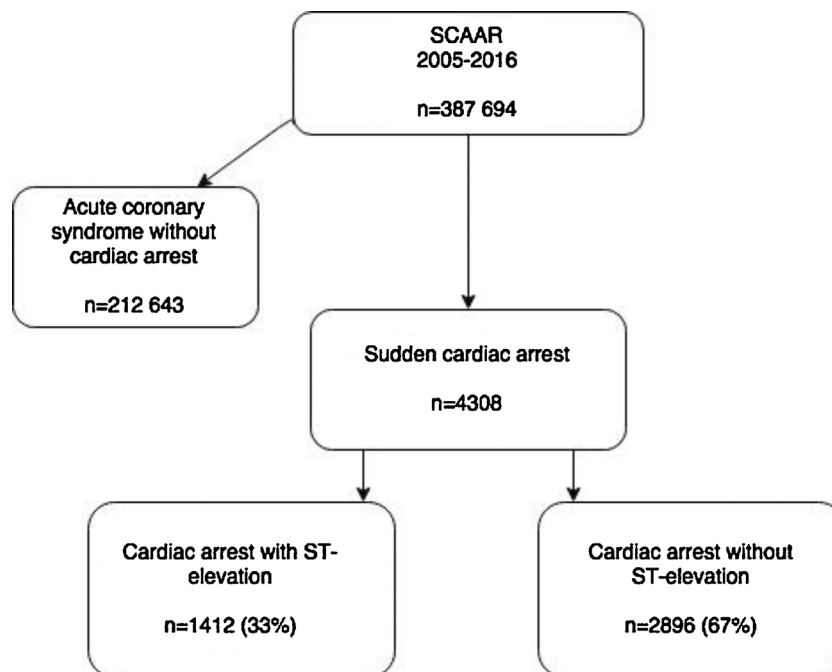 SCAAR
2005-2016
n=387 694
Acute coronary
syndrome without
cardiac arrest
n=212 643
Sudden cardiac arrest
n=4308
Cardiac arrest with ST-
elevation
n=1412 (33%)
Cardiac arrest without
ST-elevation
n=2896 (67%)